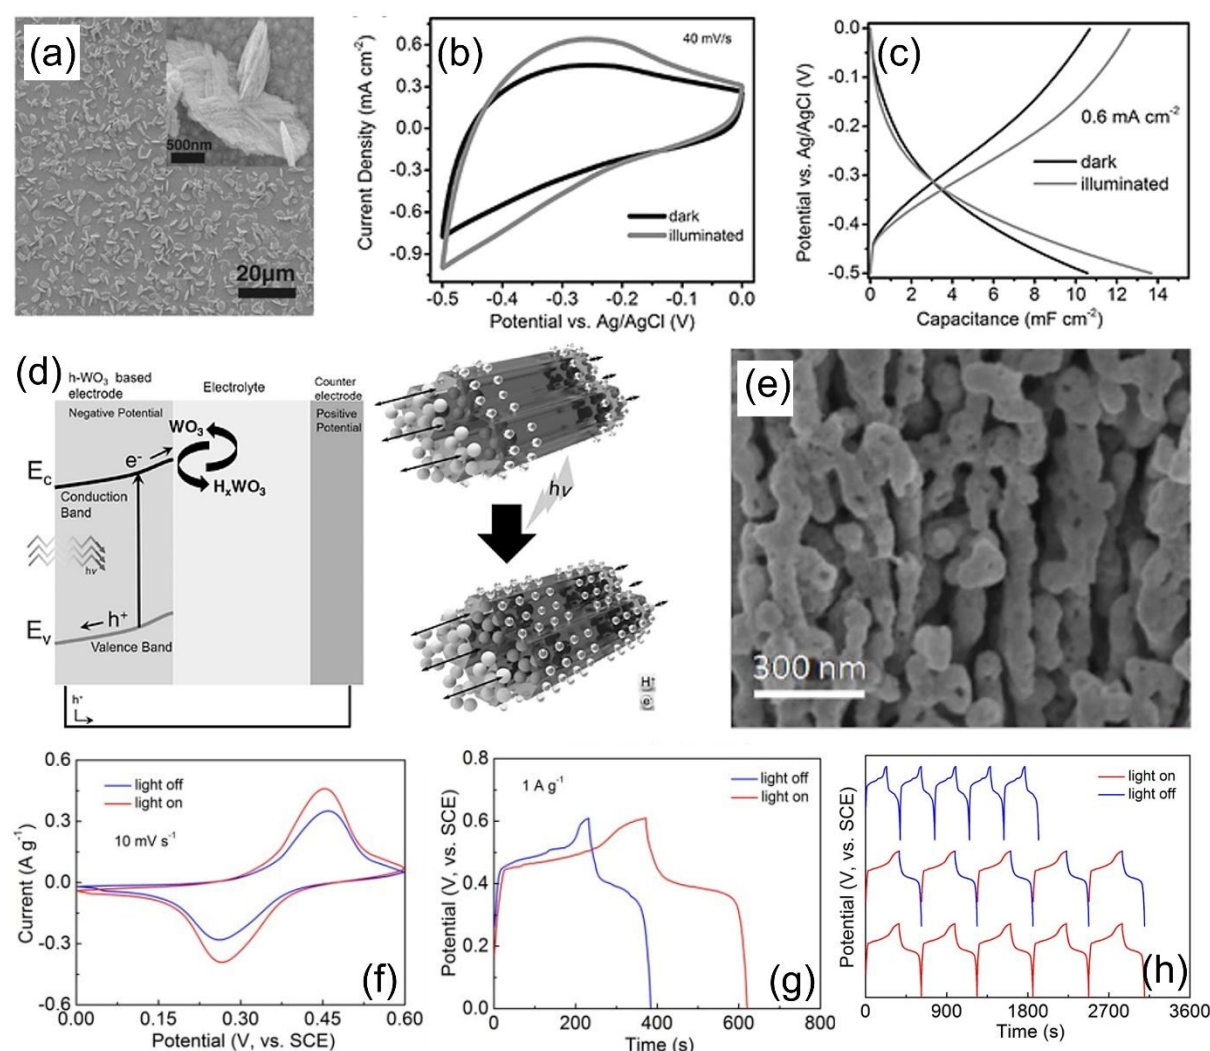 (a)
500nm
20μm
(b)
40 mV/s
Current Density (mA cm-2)
0.6
0.3
0.0
-0.3
-0.6
-0.9
dark
illuminated
-0.5
-0.4
-0.3
-0.2
-0.1
0.0
Potential vs. Ag/AgCl (V)
(c)
Potential vs. Ag/AgCl (V)
0.0
-0.1
-0.2
-0.3
-0.4
-0.5
0.6 mA cm-2
dark
illuminated
0
2
4
6
8
10
12
14
Capacitance (mF cm-2)
(d)
h-WO3 based
electrode
Electrolyte
Counter
electrode
Negative Potential
Positive
Potential
WO3
e-
HxWO3
EC
Conduction
Band
hν
h+
EV
Valence Band
h+
hν
H+
e
(e)
300 nm
(f)
Current (A g-1)
0.6
0.3
0.00
-0.3
-0.6
light off
light on
10 mV s-1
0.00
0.15
0.30
0.45
0.60
Potential (V, vs. SCE)
(g)
Potential (V, vs. SCE)
0.8
0.6
0.4
0.2
0.0
1 A g-1
light off
light on
0
200
400
600
800
Time (s)
(h)
Potential (V, vs. SCE)
light on
light off
0
900
1800
2700
3600
Time (s)